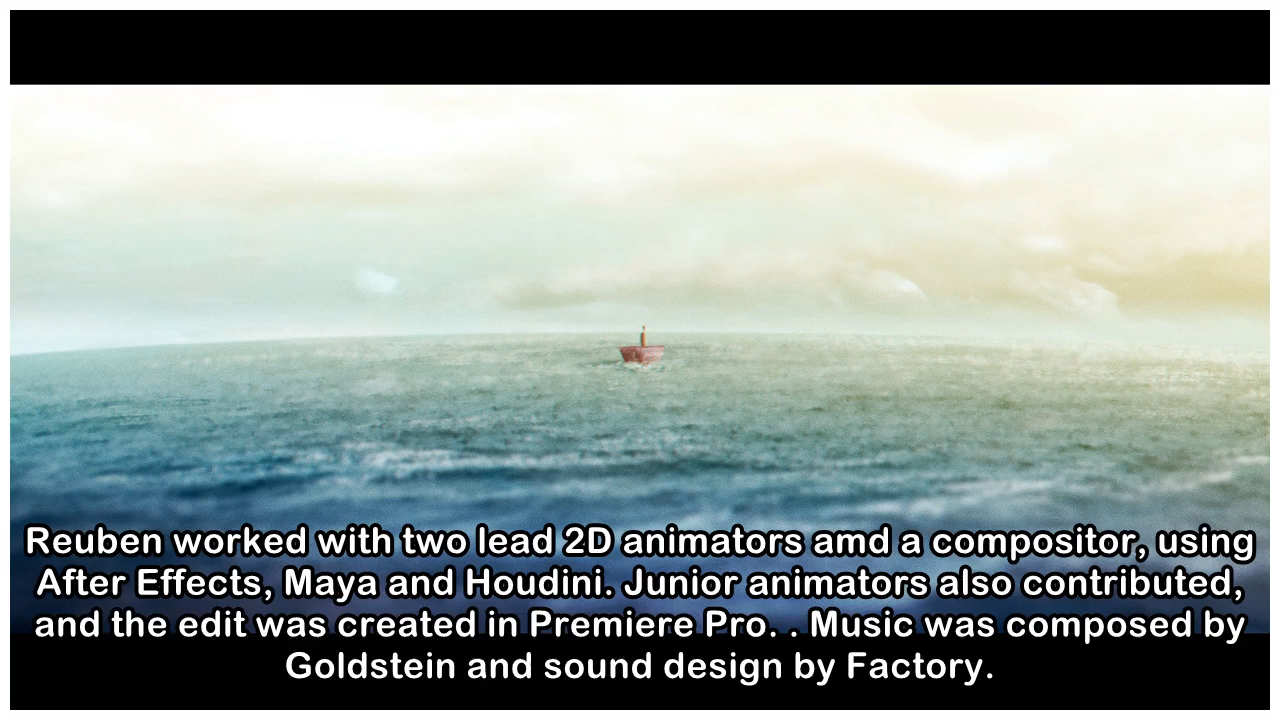 Reuben worked with two lead 2D animators amd a compositor, using
After Effects, Maya and Houdini. Junior animators also contributed,
and the edit was created in Premiere Pro. . Music was composed by
Goldstein and sound design by Factory.